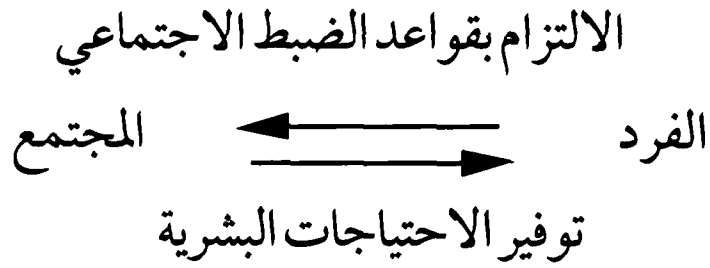 الالتزام بقواعد الضبط الاجتماعي
الفرد المجتمع
توفير الاحتياجات البشرية